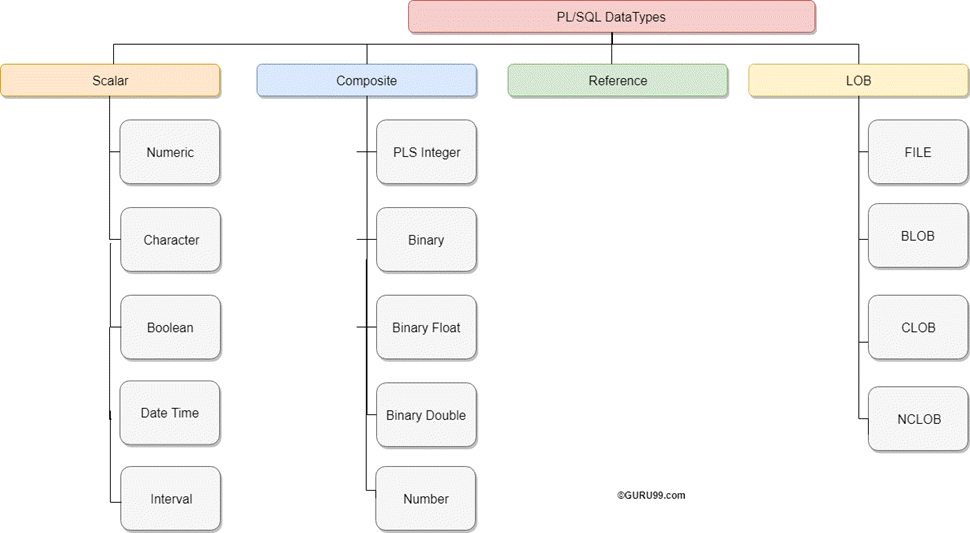 PL/SQL DataTypes
Scalar
Composite
Reference
LOB
Numeric
PLS Integer
FILE
Character
Binary
BLOB
Boolean
Binary Float
CLOB
Date Time
Binary Double
NCLOB
Interval
Number
©GURU99.com